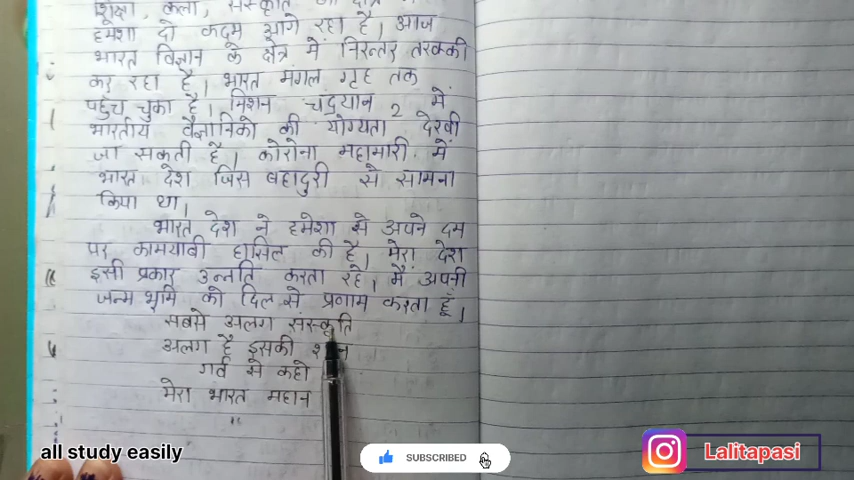 शिक्षा, कला, संस्कृति
हमेशा दो कदम आगे रहा है। आज
भारत विज्ञान के क्षेत्र में निरन्तर तरक्की
कर रहा है। भारत मंगल गृह तक
पहुँच चुका है। मिशन चंद्रयान 2 में
भारतीय वैज्ञानिको की योग्यता देखी
जा सकती है। कोरोना महामारी में
भारत देश जिस बहादुरी से सामना
किया था।
भारत देश ने हमेशा से अपने दम
पर कामयाबी हासिल की है। मेरा देश
इसी प्रकार उन्नति करता रहे। मैं अपनी
जन्म भूमि को दिल से प्रणाम करता हूँ।
सबसे अलग संस्कृति
अलग है इसकी
गर्व से कहो
मेरा भारत महान
"
all study easily
SUBSCRIBED
Lalitapasi